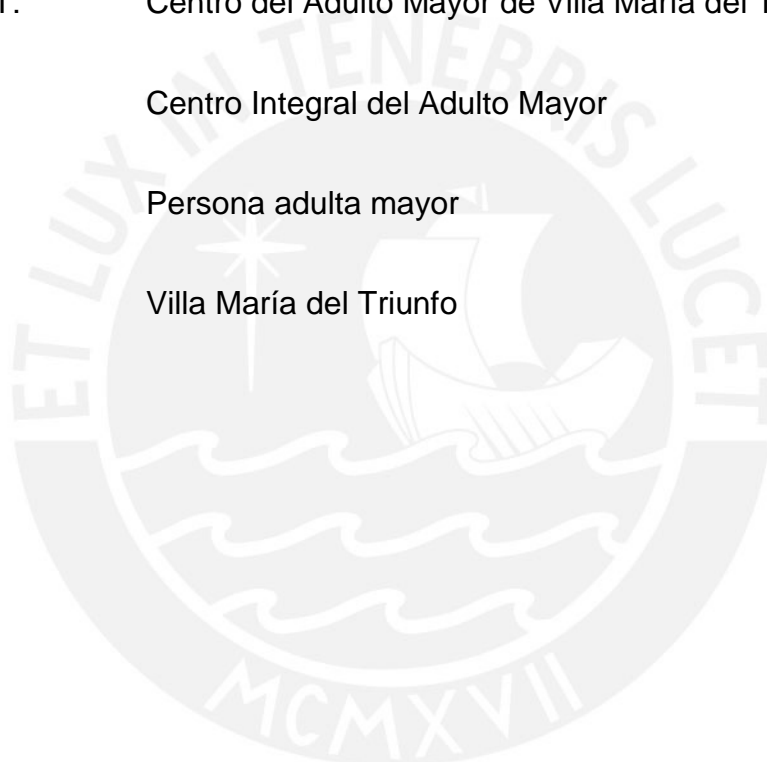 Centro del Adulto Mayor de Villa María del
Centro Integral del Adulto Mayor
Persona adulta mayor
Villa María del Triunfo
ET LUX IN TENEBRIS LUCET
MCMXVII